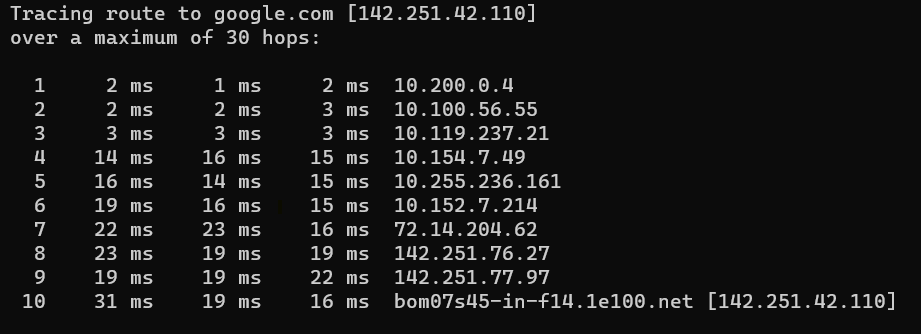 Tracing route to google.com [142.251.42.110]
over a maximum of 30 hops:
1 2 ms 1 ms 2 ms 10.200.0.4
2 2 ms 2 ms 3 ms 10.100.56.55
3 3 ms 3 ms 3 ms 10.119.237.21
4 14 ms 16 ms 15 ms 10.154.7.49
5 16 ms 14 ms 15 ms 10.255.236.161
6 19 ms 16 ms 15 ms 10.152.7.214
7 22 ms 23 ms 16 ms 72.14.204.62
8 23 ms 19 ms 19 ms 142.251.76.27
9 19 ms 19 ms 22 ms 142.251.77.97
10 31 ms 19 ms 16 ms bom07s45-in-f14.1e100.net [142.251.42.110]